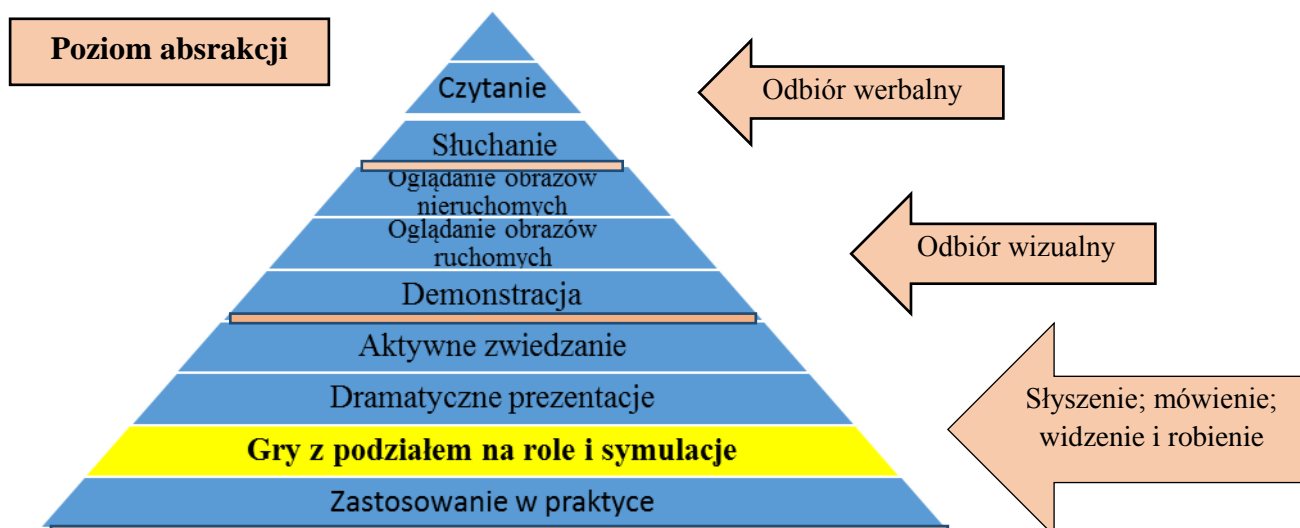 Poziom absrakcji
Czytanie
Odbiór werbalny
Słuchanie
Oglądanie obrazów
nieruchomych
Oglądanie obrazów
ruchomych
Odbiór wizualny
Demonstracja
Aktywne zwiedzanie
Dramatyczne prezentacje
Słyszenie; mówienie;
widzenie i robienie
Gry z podziałem na role i symulacje
Zastosowanie w praktyce